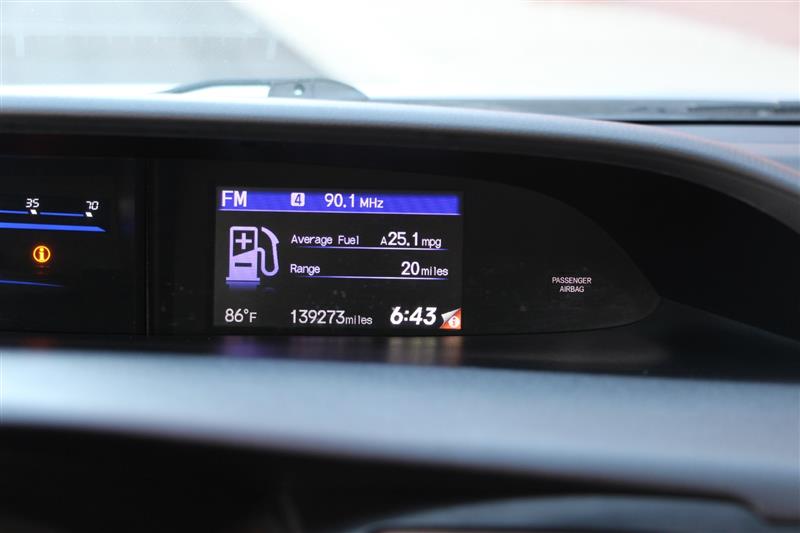 35 70
FM 4 90.1 MHz
Average Fuel A25.1 mpg
Range 20 miles
86°F 139273 miles 6:43
PASSENGER
AIRBAG